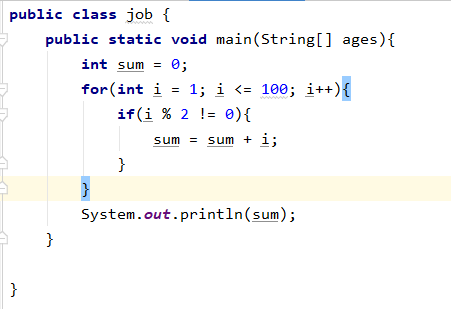 public class job {
public static void main(String[] ages){
int sum = 0;
for(int i = 1; i <= 100; i++){
if(i % 2 != 0){
sum = sum + i;
}
}
System.out.println(sum);
}
}